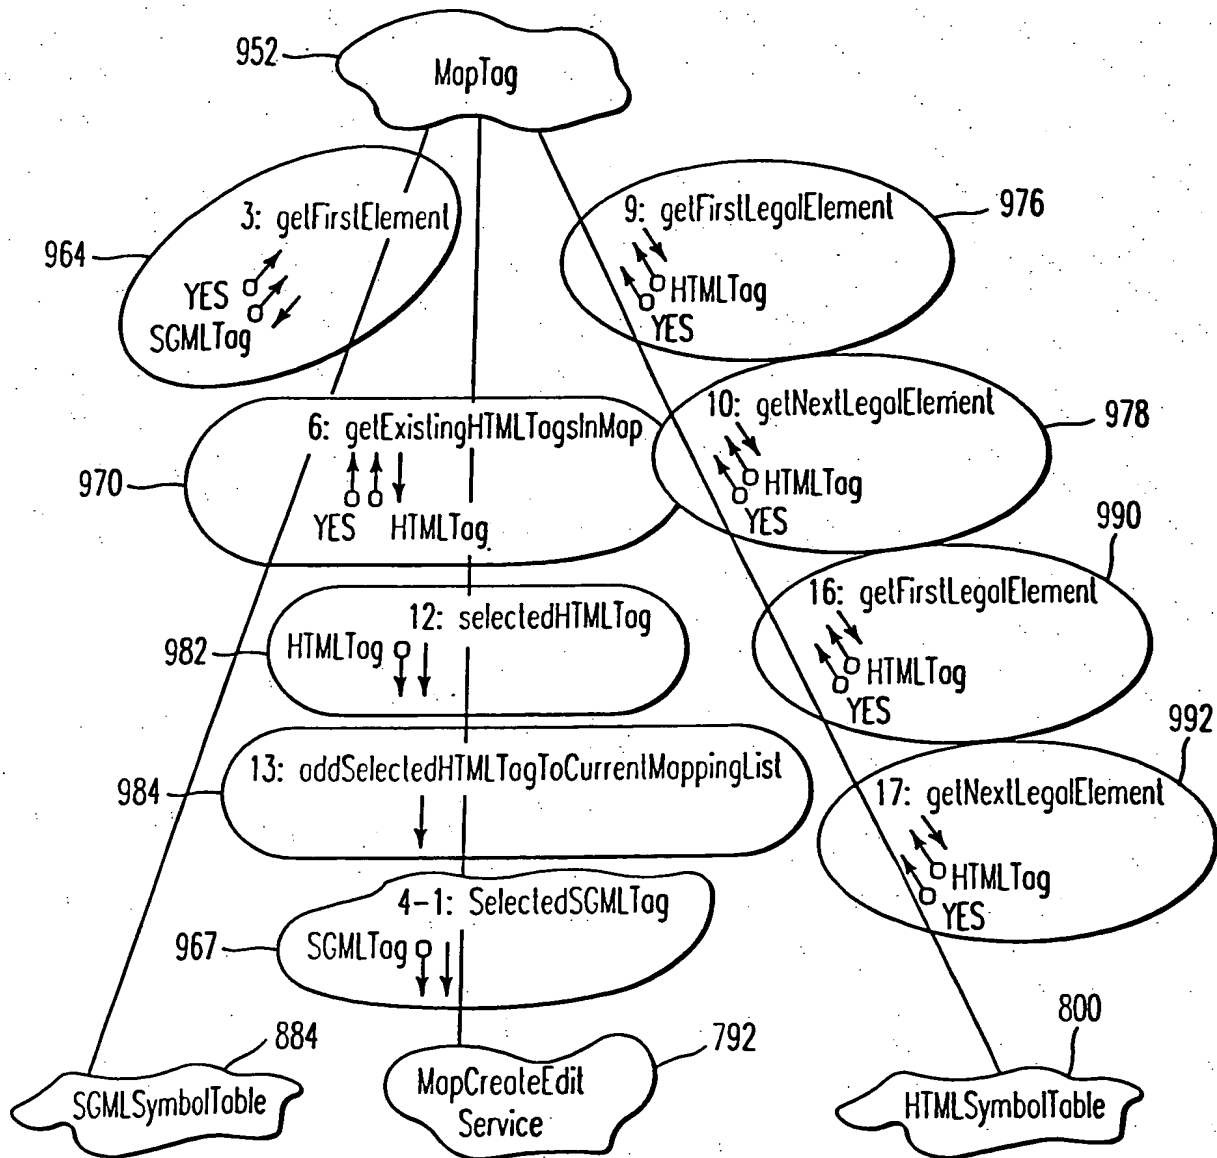 952
MapTag
3: getFirstElement
964
YES
SGMLTag
9: getFirstLegalElement
976
HTMLTag
YES
6: getExistingHTMLTagsInMap
970
YES HTMLTag
10: getNextLegalElement
978
HTMLTag
YES
990
12: selectedHTMLTag
982
HTMLTag
16: getFirstLegalElement
HTMLTag
YES
992
13: addSelectedHTMLTagToCurrentMappingList
984
17: getNextLegalElement
HTMLTag
YES
4-1: SelectedSGMLTag
967
SGMLTag
884
SGMLSymbolTable
792
MapCreateEdit
Service
800
HTMLSymbolTable